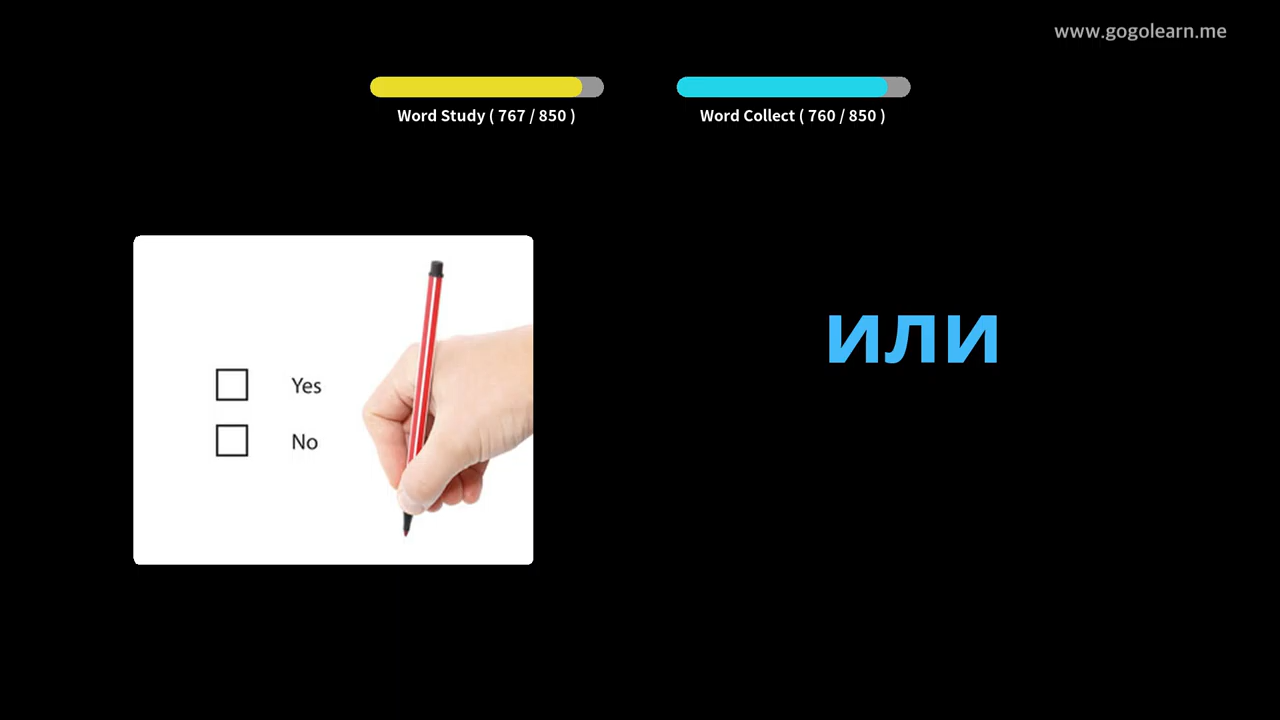 www.gogolearn.me
Word Study ( 767 / 850 )
Word Collect ( 760 / 850 )
Yes
No
или